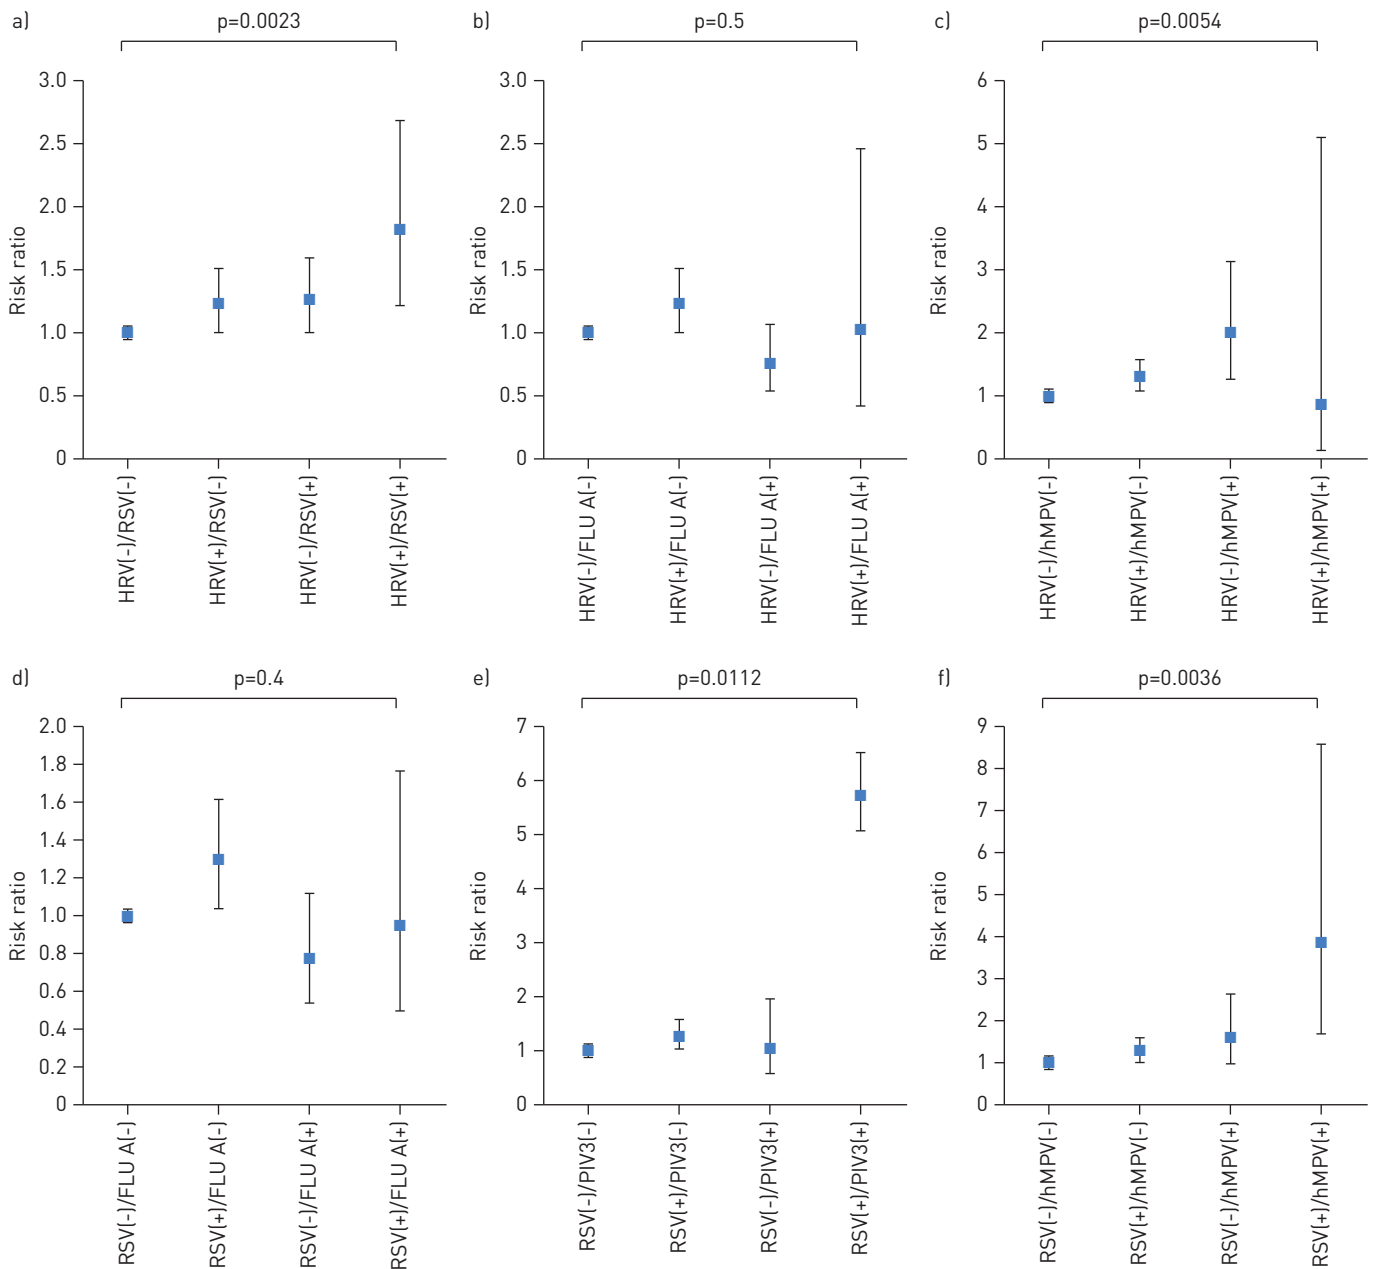 a)
p=0.0023
3.0
2.5
2.0
1.5
1.0
0.5
0
Risk ratio
HRV(-)/RSV(-)
HRV(+)/RSV(-)
HRV(-)/RSV(+)
HRV(+)/RSV(+)
b)
p=0.5
3.0
2.5
2.0
1.5
1.0
0.5
0
Risk ratio
HRV(-)/FLU A(-)
HRV(+)/FLU A(-)
HRV(-)/FLU A(+)
HRV(+)/FLU A(+)
c)
p=0.0054
6
5
4
3
2
1
0
Risk ratio
HRV(-)/hMPV(-)
HRV(+)/hMPV(-)
HRV(-)/hMPV(+)
HRV(+)/hMPV(+)
d)
p=0.4
2.0
1.8
1.6
1.4
1.2
1.0
0.8
0.6
0.4
0.2
0
Risk ratio
RSV(-)/FLU A(-)
RSV(+)/FLU A(-)
RSV(-)/FLU A(+)
RSV(+)/FLU A(+)
e)
p=0.0112
7
6
5
4
3
2
1
0
Risk ratio
RSV(-)/PIV3(-)
RSV(+)/PIV3(-)
RSV(-)/PIV3(+)
RSV(+)/PIV3(+)
f)
p=0.0036
9
8
7
6
5
4
3
2
1
0
Risk ratio
RSV(-)/hMPV(-)
RSV(+)/hMPV(-)
RSV(-)/hMPV(+)
RSV(+)/hMPV(+)